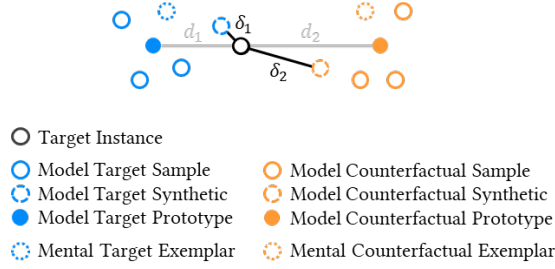 δ₁
d₁ d₂
δ₂
Target Instance
Model Target Sample Model Counterfactual Sample
Model Target Synthetic Model Counterfactual Synthetic
Model Target Prototype Model Counterfactual Prototype
Mental Target Exemplar Mental Counterfactual Exemplar